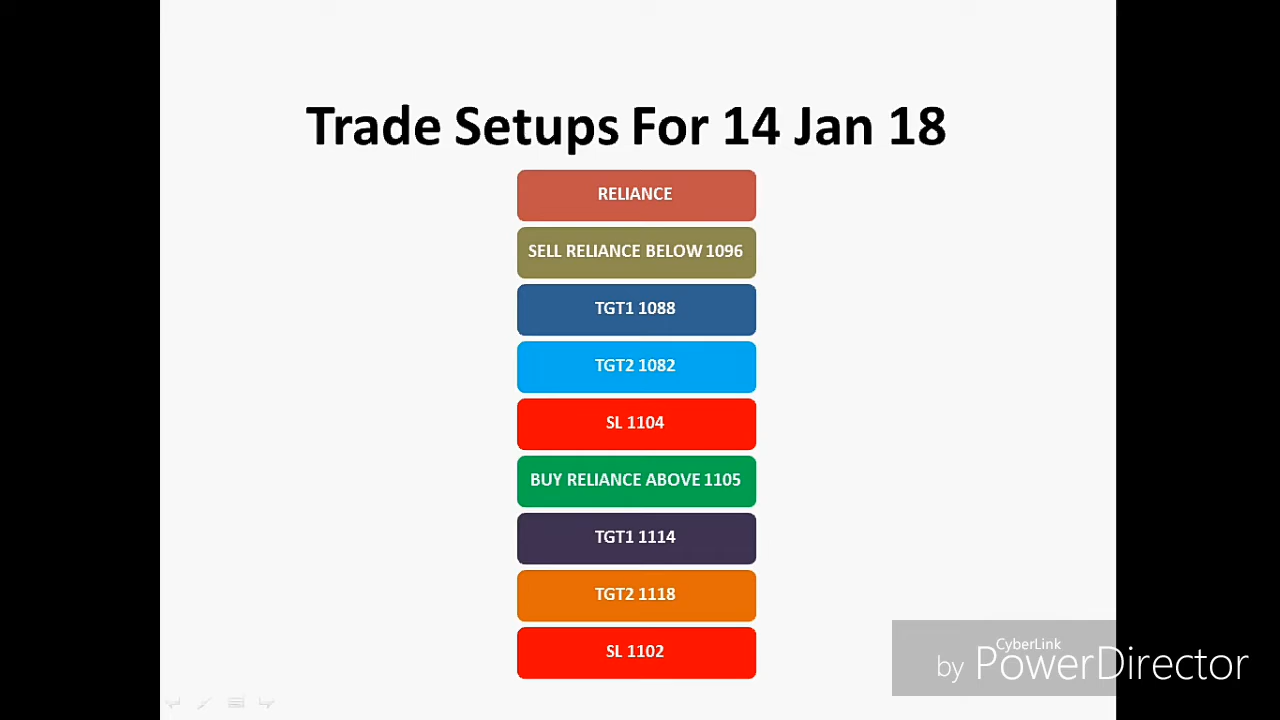 Trade Setups For 14 Jan 18
RELIANCE
SELL RELIANCE BELOW 1096
TGT1 1088
TGT2 1082
SL 1104
BUY RELIANCE ABOVE 1105
TGT1 1114
TGT2 1118
SL 1102
CyberLink
by PowerDirector